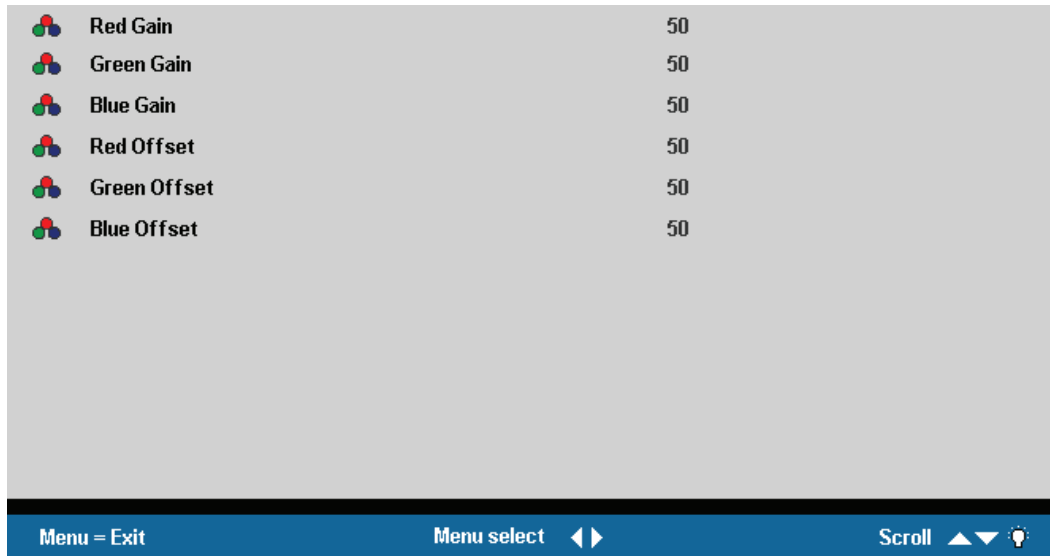 Red Gain 50
Green Gain 50
Blue Gain 50
Red Offset 50
Green Offset 50
Blue Offset 50
Menu = Exit Menu select Scroll